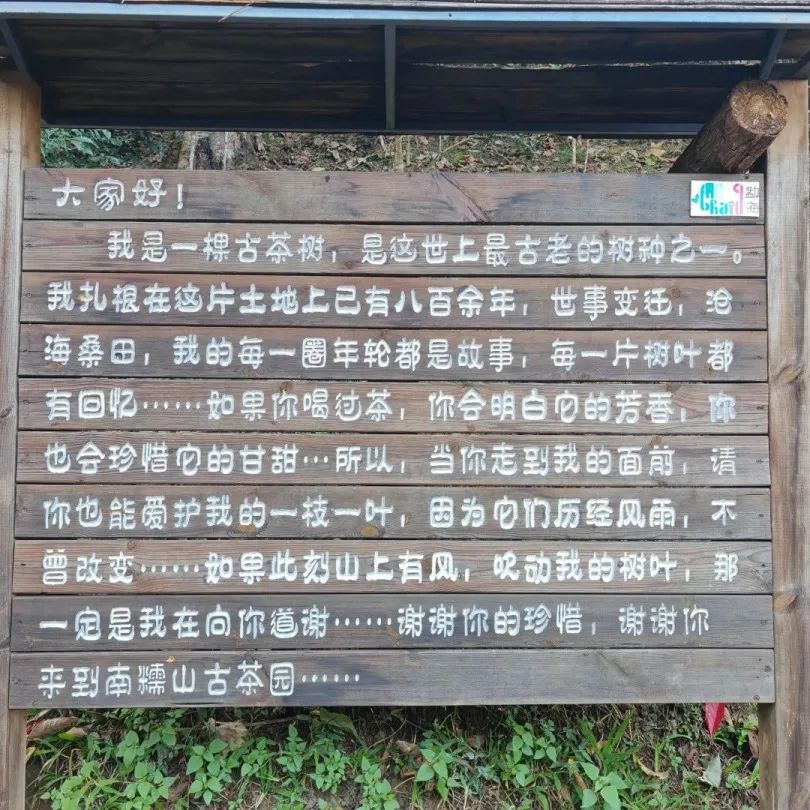 大家好！
勐海
我是一棵古茶树，是这世上最古老的树种之一。
我扎根在这片土地上已有八百余年，世事变迁，沧
海桑田，我的每一圈年轮都是故事，每一片树叶都
有回忆……如果你喝过茶，你会明白它的芳香，你
也会珍惜它的甘甜…所以，当你走到我的面前，请
你也能爱护我的一枝一叶，因为它们历经风雨，不
曾改变……如果此刻山上有风，吹动我的树叶，那
一定是我在向你道谢……谢谢你的珍惜，谢谢你
来到南糯山古茶园……